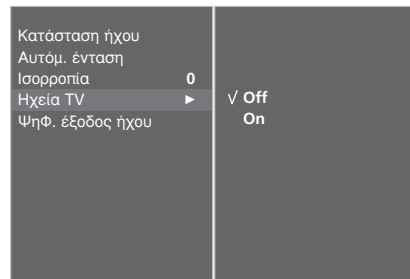 Κατάσταση ήχου
Αυτόμ. ένταση
Ισορροπία 0
Ηχεία TV ►
ΨηΦ. έξοδος ήχου
√ Off
On